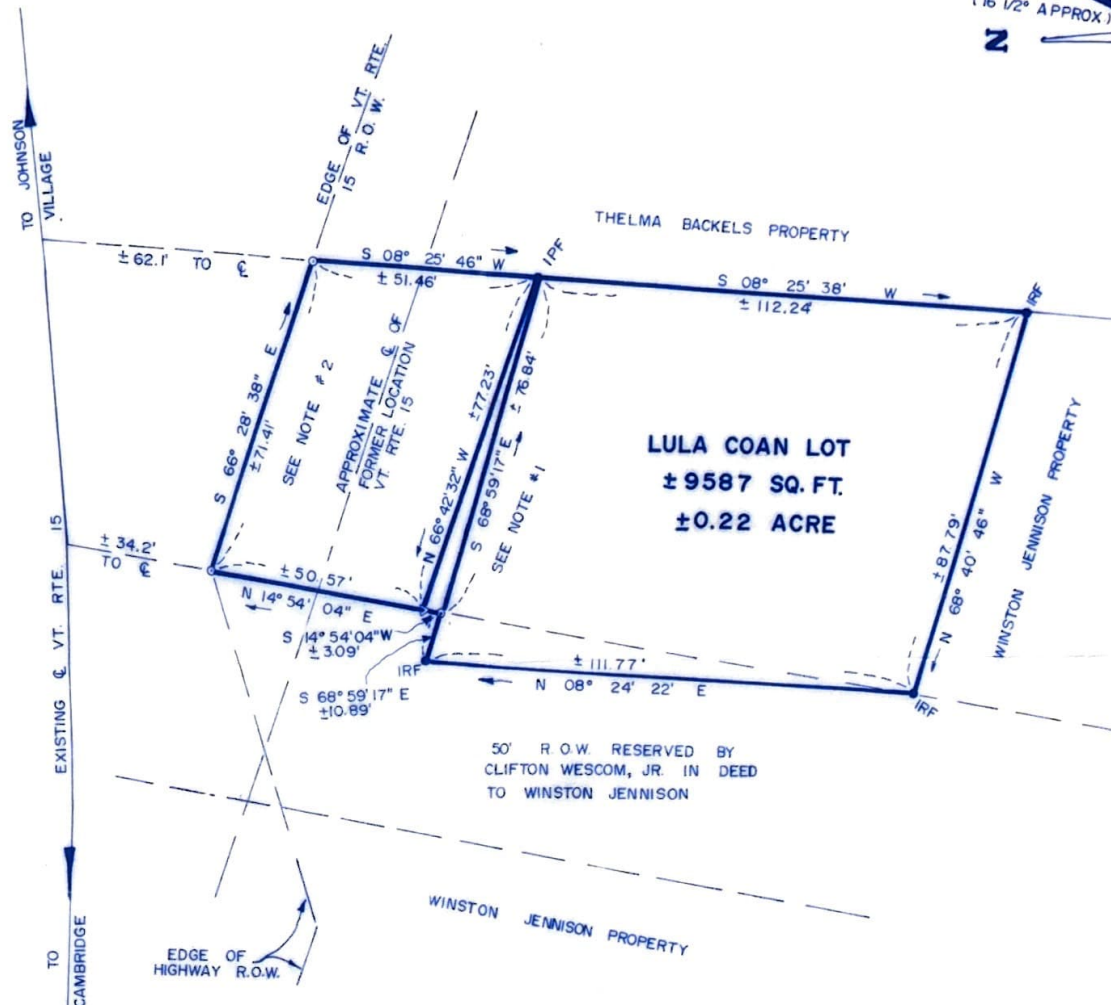 (16 1/2° APPROX.)
N
TO JOHNSON
VILLAGE
EDGE OF VT. RTE.
15 R.O.W.
THELMA BACKELS PROPERTY
±62.1' TO ℄
S 08° 25' 46" W
±51.46'
IPF
S 08° 25' 38' W
±112.24'
IRF
S 66° 28' 38" E
±71.41'
SEE NOTE #2
APPROXIMATE ℄ OF
FORMER LOCATION
VT. RTE. 15
±77.23'
N 66° 42' 32" W
±76.84'
S 68° 59' 17" E
SEE NOTE #1
LULA COAN LOT
±9587 SQ. FT.
±0.22 ACRE
±87.79'
N 68° 40' 46" W
WINSTON JENNISON PROPERTY
±34.2'
TO ℄
±50.57'
N 14° 54' 04" E
S 14° 54' 04" W
±3.09'
IRF
S 68° 59' 17" E
±10.89'
±111.77'
N 08° 24' 22' E
IRF
EXISTING ℄ VT. RTE. 15
50' R.O.W. RESERVED BY
CLIFTON WESCOM, JR. IN DEED
TO WINSTON JENNISON
WINSTON JENNISON PROPERTY
EDGE OF
HIGHWAY R.O.W.
TO
CAMBRIDGE